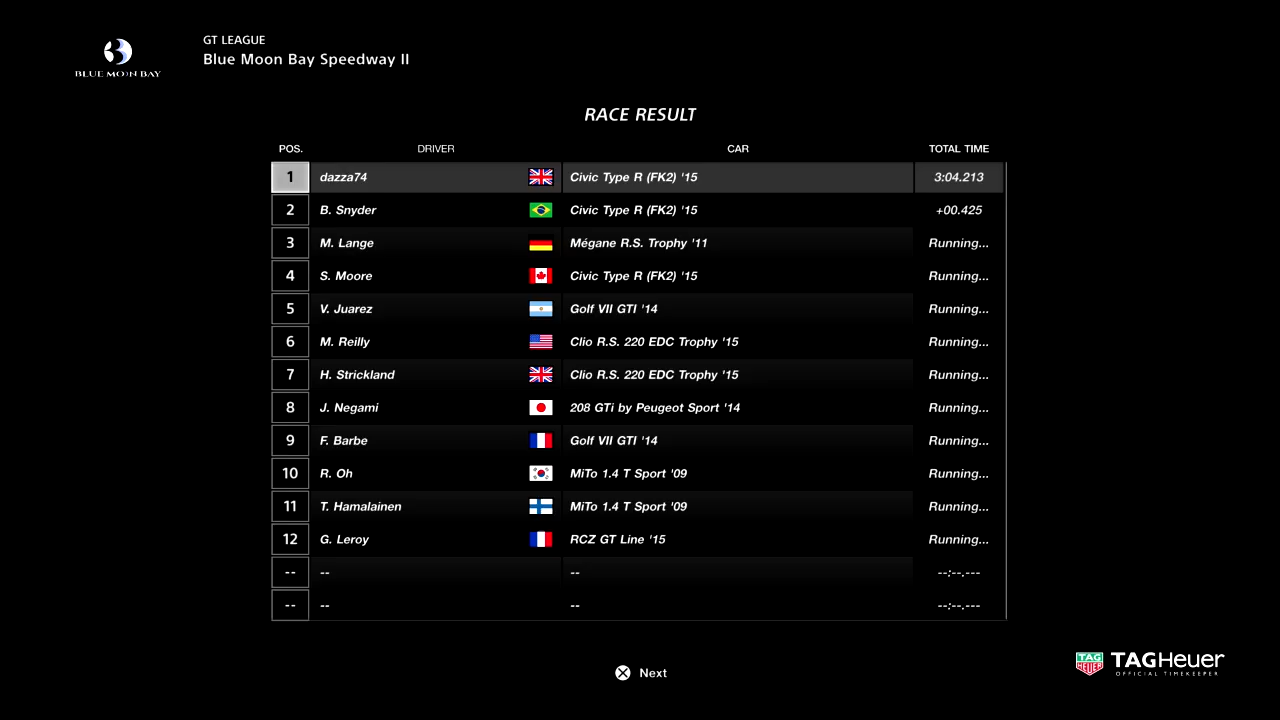 GT LEAGUE
Blue Moon Bay Speedway II
BLUE MOON BAY
RACE RESULT
POS. DRIVER CAR TOTAL TIME
1 dazza74 Civic Type R (FK2) '15 3:04.213
2 B. Snyder Civic Type R (FK2) '15 +00.425
3 M. Lange Mégane R.S. Trophy '11 Running...
4 S. Moore Civic Type R (FK2) '15 Running...
5 V. Juarez Golf VII GTI '14 Running...
6 M. Reilly Clio R.S. 220 EDC Trophy '15 Running...
7 H. Strickland Clio R.S. 220 EDC Trophy '15 Running...
8 J. Negami 208 GTi by Peugeot Sport '14 Running...
9 F. Barbe Golf VII GTI '14 Running...
10 R. Oh MiTo 1.4 T Sport '09 Running...
11 T. Hamalainen MiTo 1.4 T Sport '09 Running...
12 G. Leroy RCZ GT Line '15 Running...
-- -- -- --:--.---
-- -- -- --:--.---
Next
TAG HEUER
TAGHeuer
OFFICIAL TIMEKEEPER